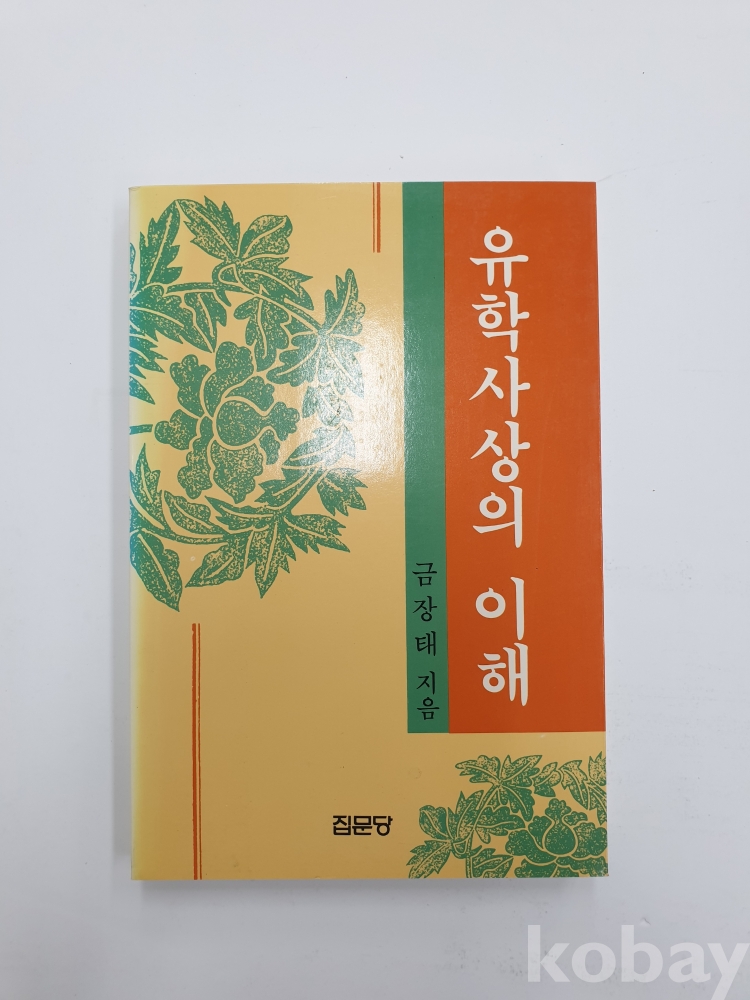 유학사상의 이해
금장태 지음
집문당
kobay